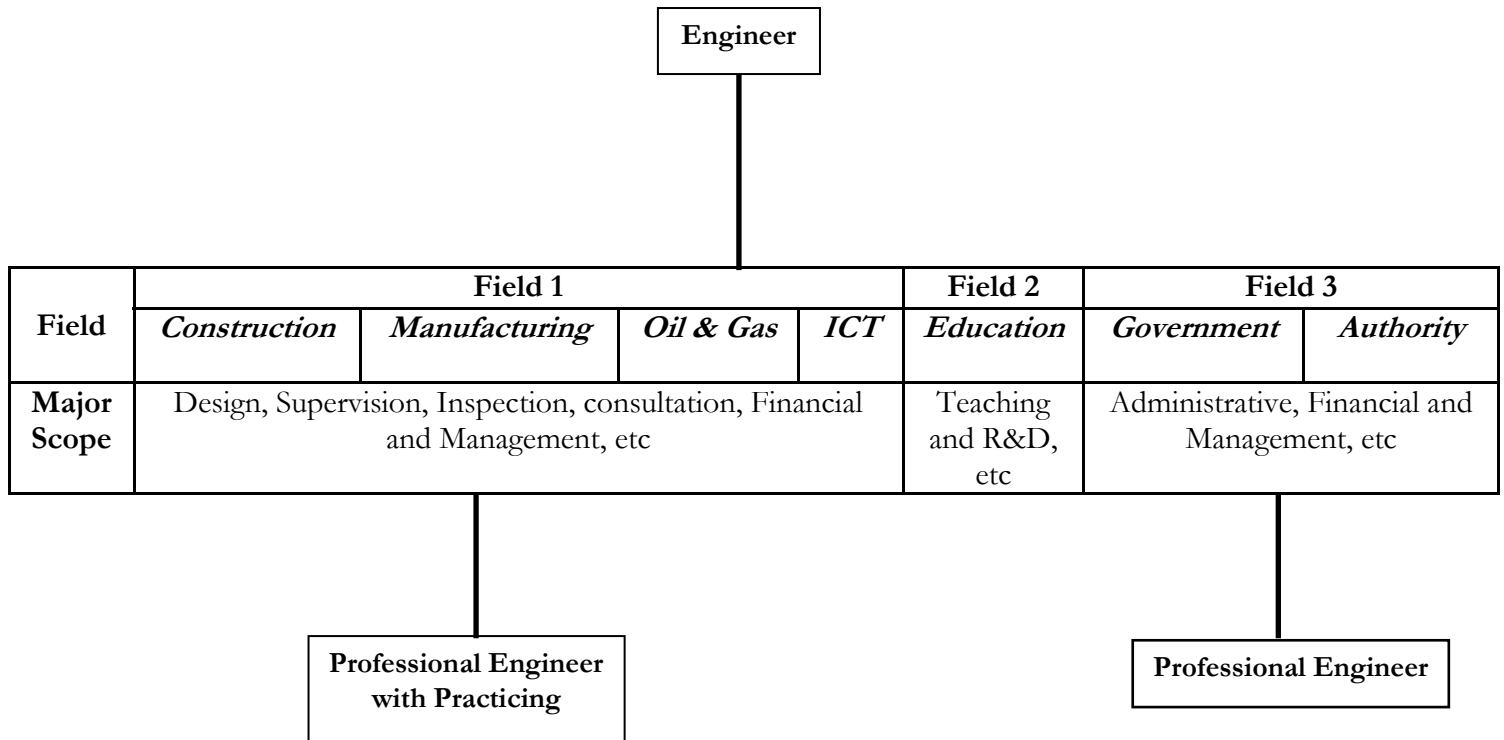 Engineer
Field
Field 1
Field 2
Field 3
Construction
Manufacturing
Oil & Gas
ICT
Education
Government
Authority
Major
Scope
Design, Supervision, Inspection, consultation, Financial
and Management, etc
Teaching
and R&D,
etc
Administrative, Financial and
Management, etc
Professional Engineer
with Practicing
Professional Engineer